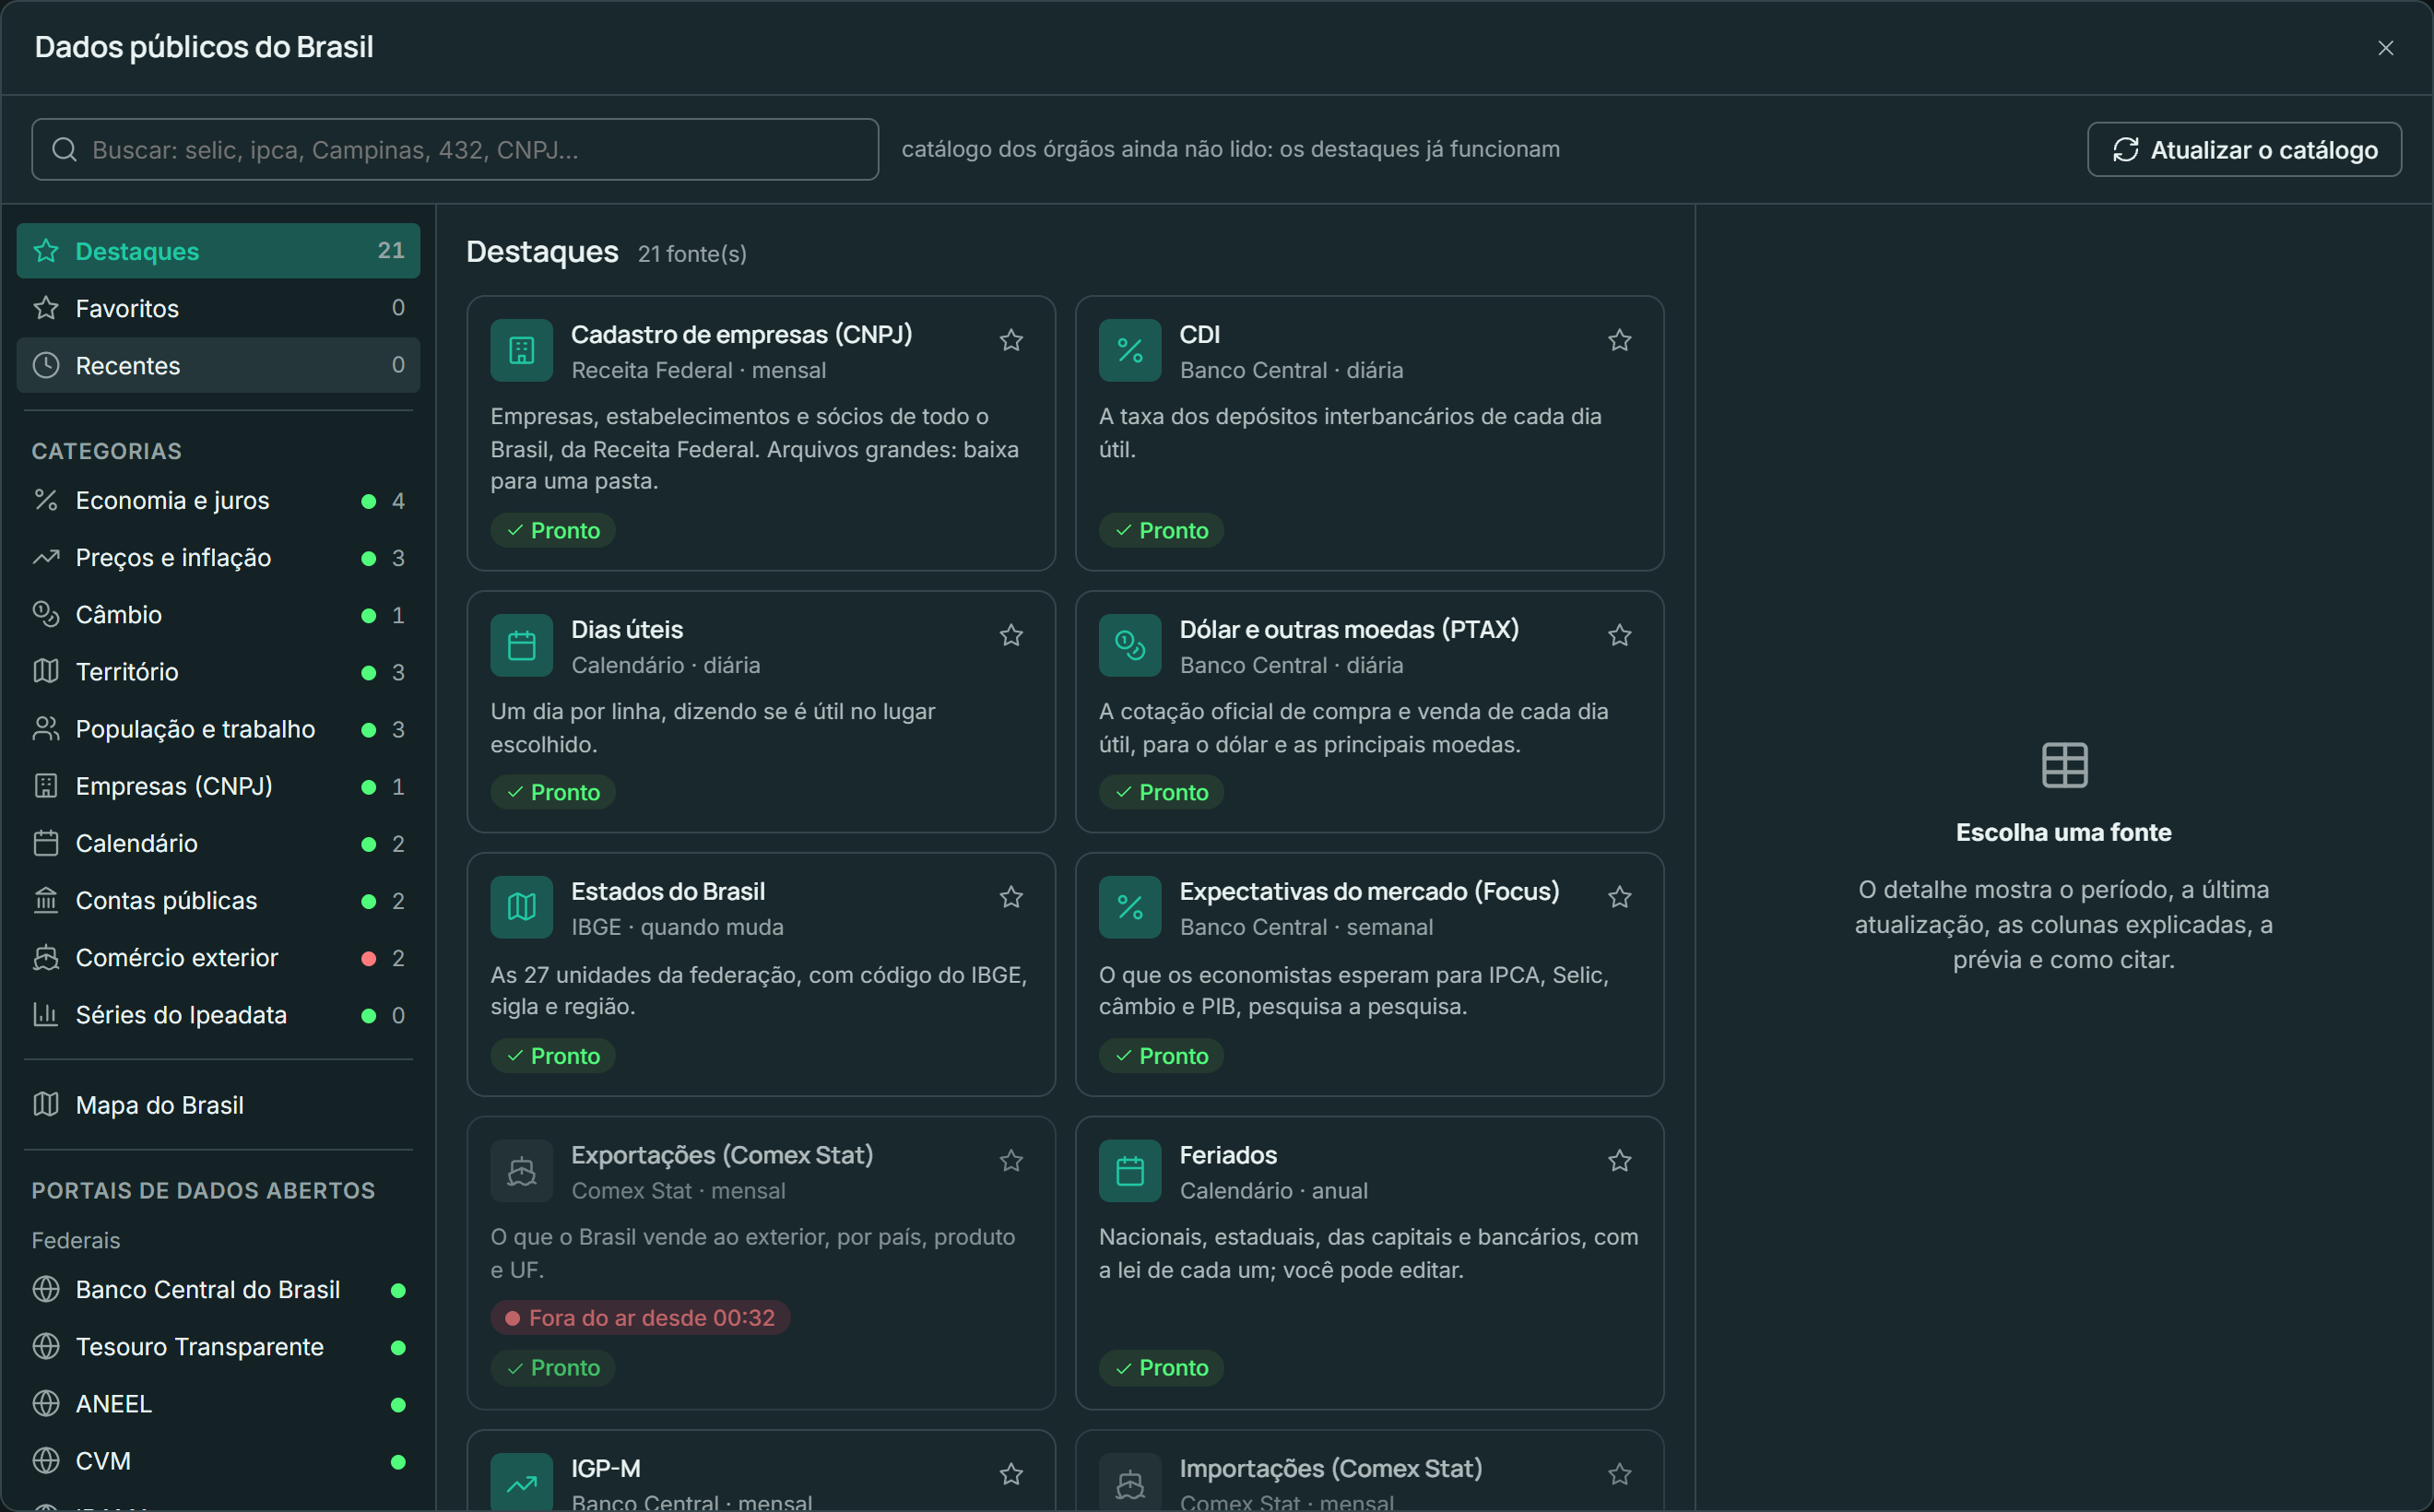 Dados públicos do Brasil
Buscar: selic, ipca, Campinas, 432, CNPJ...
catálogo dos órgãos ainda não lido: os destaques já funcionam
Atualizar o catálogo
Destaques 21
Favoritos 0
Recentes 0
CATEGORIAS
Economia e juros 4
Preços e inflação 3
Câmbio 1
Território 3
População e trabalho 3
Empresas (CNPJ) 1
Calendário 2
Contas públicas 2
Comércio exterior 2
Séries do Ipeadata 0
Mapa do Brasil
PORTAIS DE DADOS ABERTOS
Federais
Banco Central do Brasil
Tesouro Transparente
ANEEL
CVM
Destaques 21 fonte(s)
Cadastro de empresas (CNPJ)
Receita Federal · mensal
Empresas, estabelecimentos e sócios de todo o
Brasil, da Receita Federal. Arquivos grandes: baixa
para uma pasta.
Pronto
CDI
Banco Central · diária
A taxa dos depósitos interbancários de cada dia
útil.
Pronto
Dias úteis
Calendário · diária
Um dia por linha, dizendo se é útil no lugar
escolhido.
Pronto
Dólar e outras moedas (PTAX)
Banco Central · diária
A cotação oficial de compra e venda de cada dia
útil, para o dólar e as principais moedas.
Pronto
Estados do Brasil
IBGE · quando muda
As 27 unidades da federação, com código do IBGE,
sigla e região.
Pronto
Expectativas do mercado (Focus)
Banco Central · semanal
O que os economistas esperam para IPCA, Selic,
câmbio e PIB, pesquisa a pesquisa.
Pronto
Exportações (Comex Stat)
Comex Stat · mensal
O que o Brasil vende ao exterior, por país, produto
e UF.
Fora do ar desde 00:32
Pronto
Feriados
Calendário · anual
Nacionais, estaduais, das capitais e bancários, com
a lei de cada um; você pode editar.
Pronto
IGP-M
Banco Central · mensal
Importações (Comex Stat)
Comex Stat · mensal
Escolha uma fonte
O detalhe mostra o período, a última
atualização, as colunas explicadas, a
prévia e como citar.